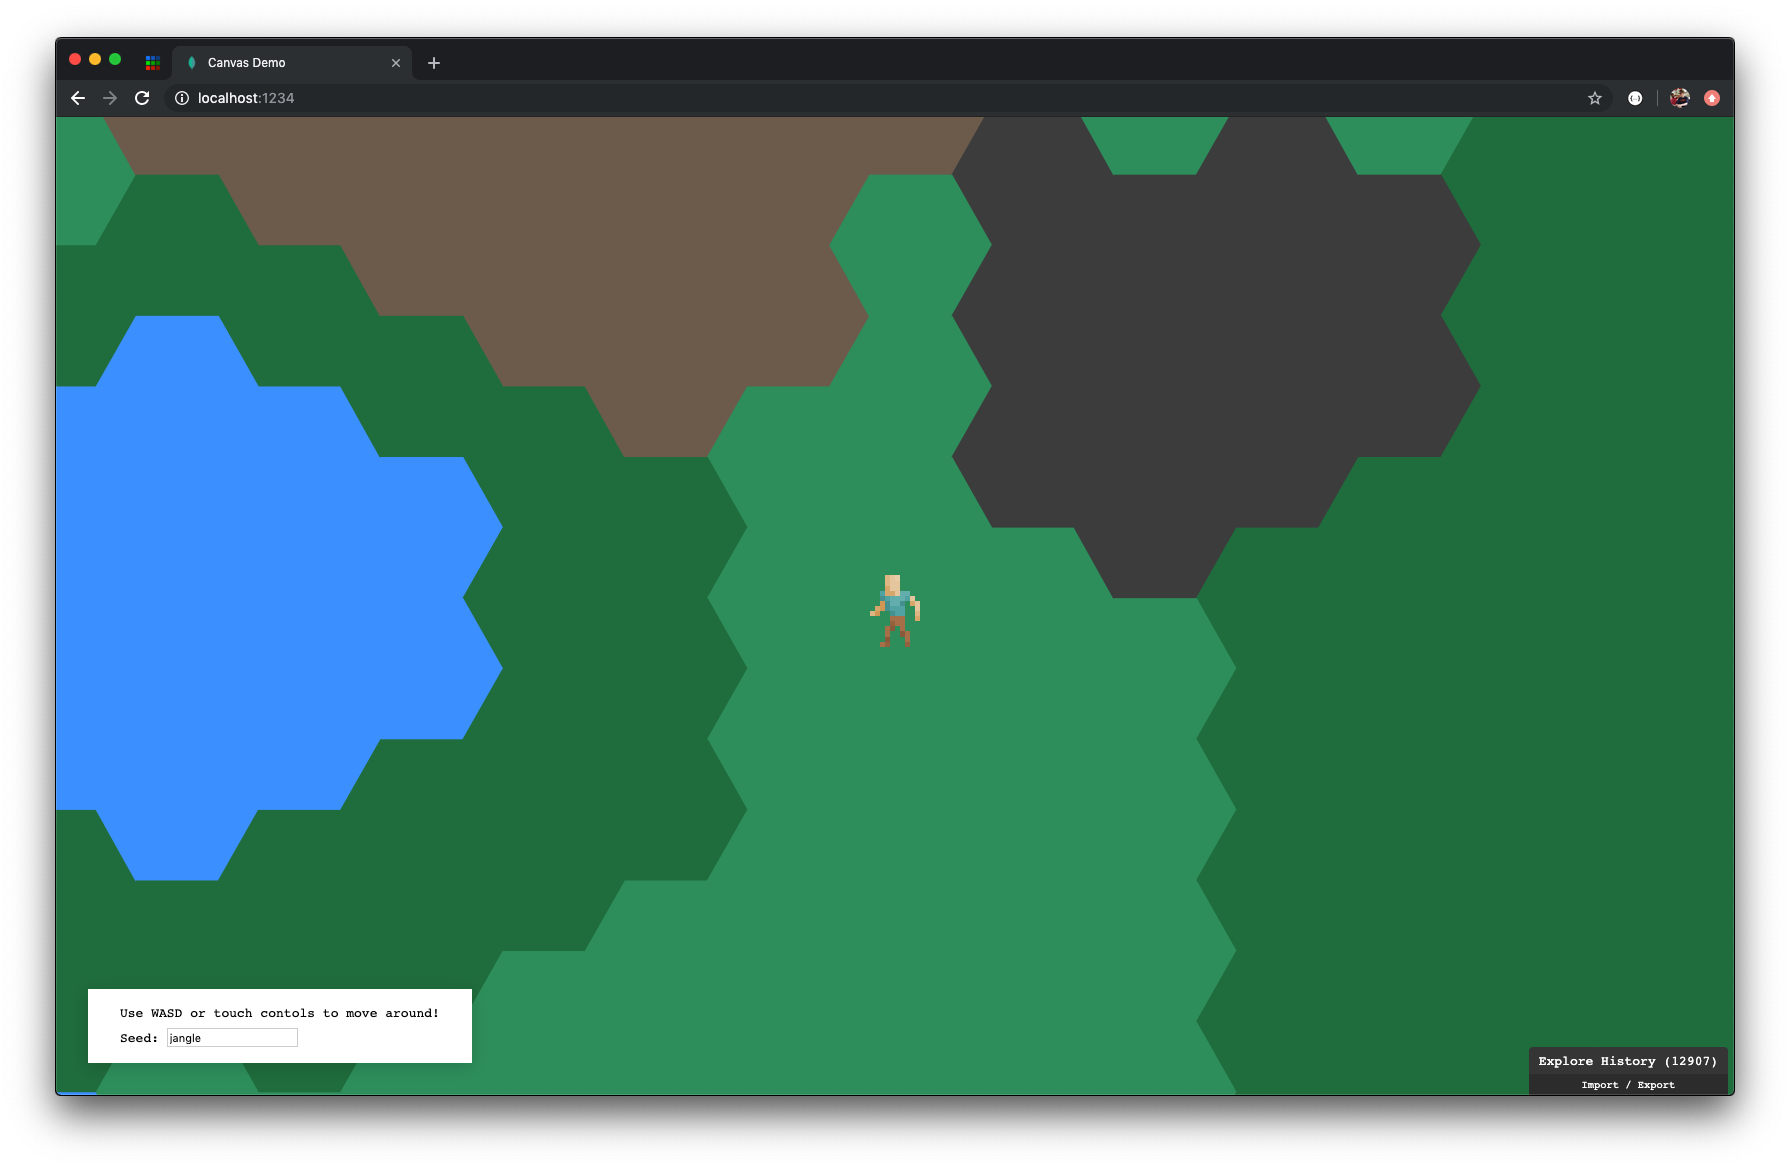 Canvas Demo
localhost:1234
Use WASD or touch contols to move around!
Seed: jangle
Explore History (12907)
Import / Export